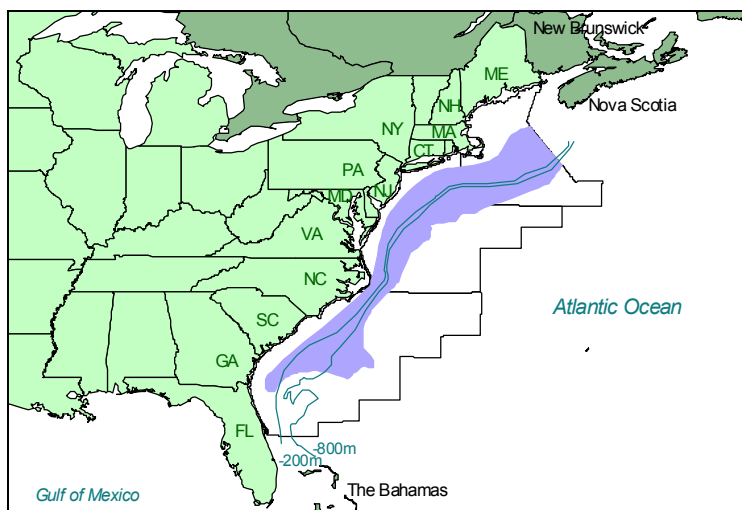 New Brunswick
ME
Nova Scotia
NH
NY
MA
CT
PA
NJ
MD
VA
NC
Atlantic Ocean
SC
GA
FL
-800m
-200m
The Bahamas
Gulf of Mexico